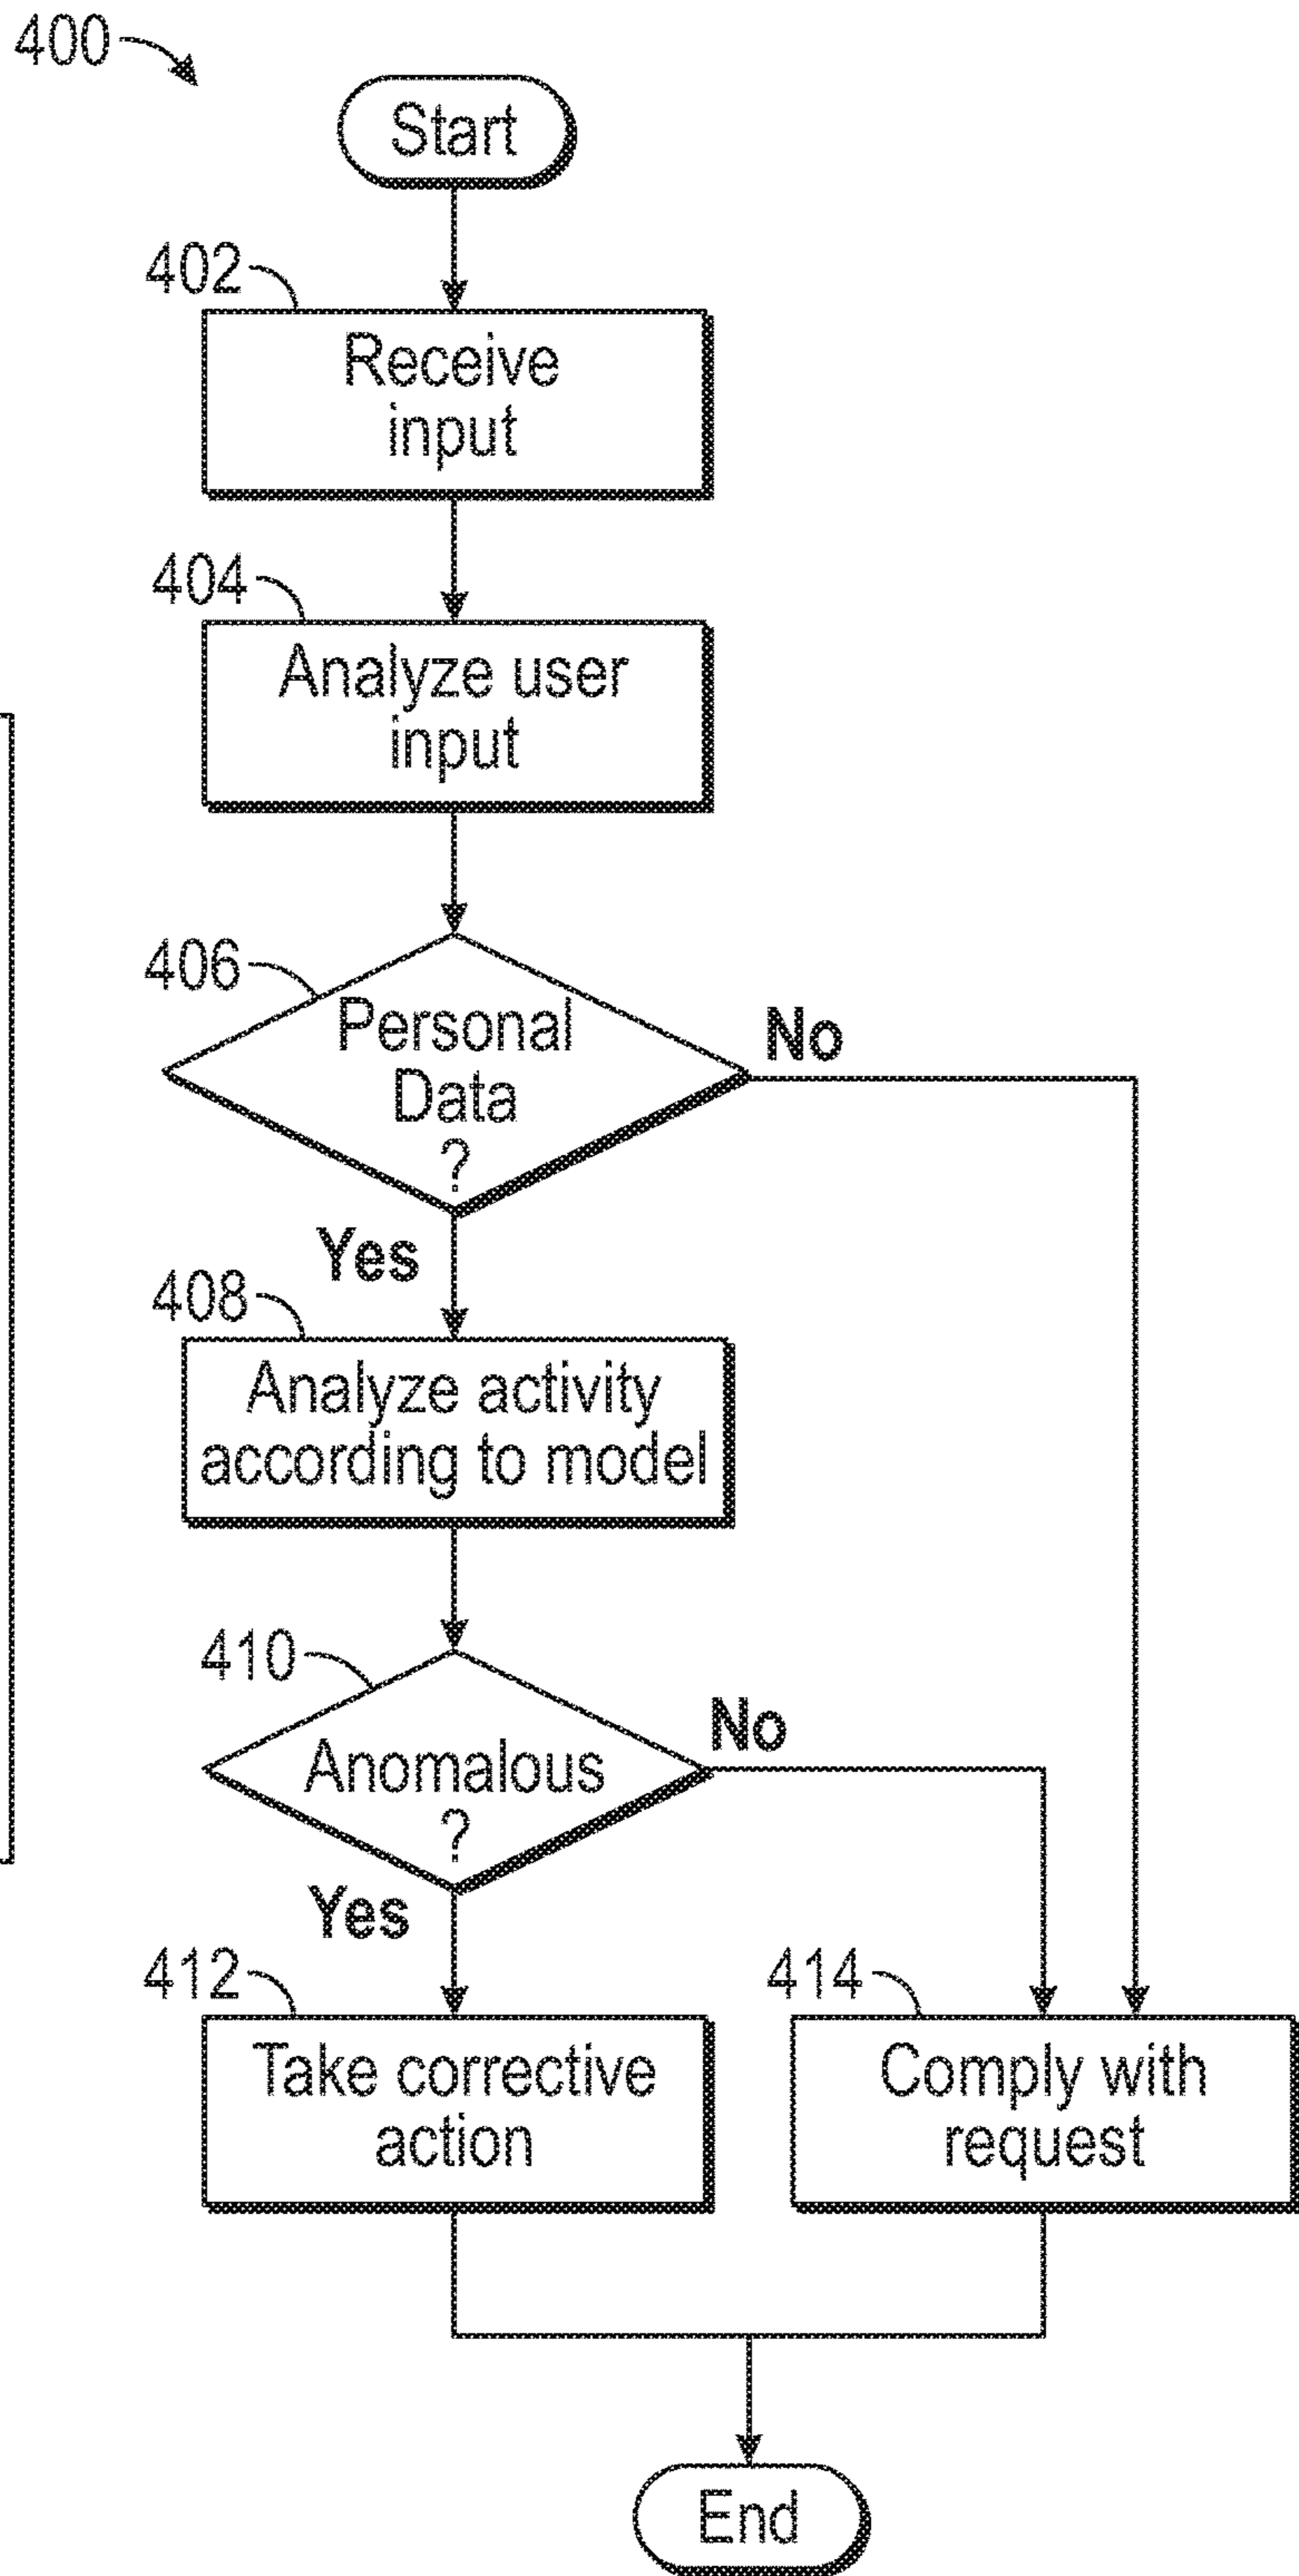 400
Start
402
Receive
input
404
Analyze user
input
406
Personal
Data
?
No
Yes
408
Analyze activity
according to model
410
Anomalous
?
No
Yes
412
Take corrective
action
414
Comply with
request
End